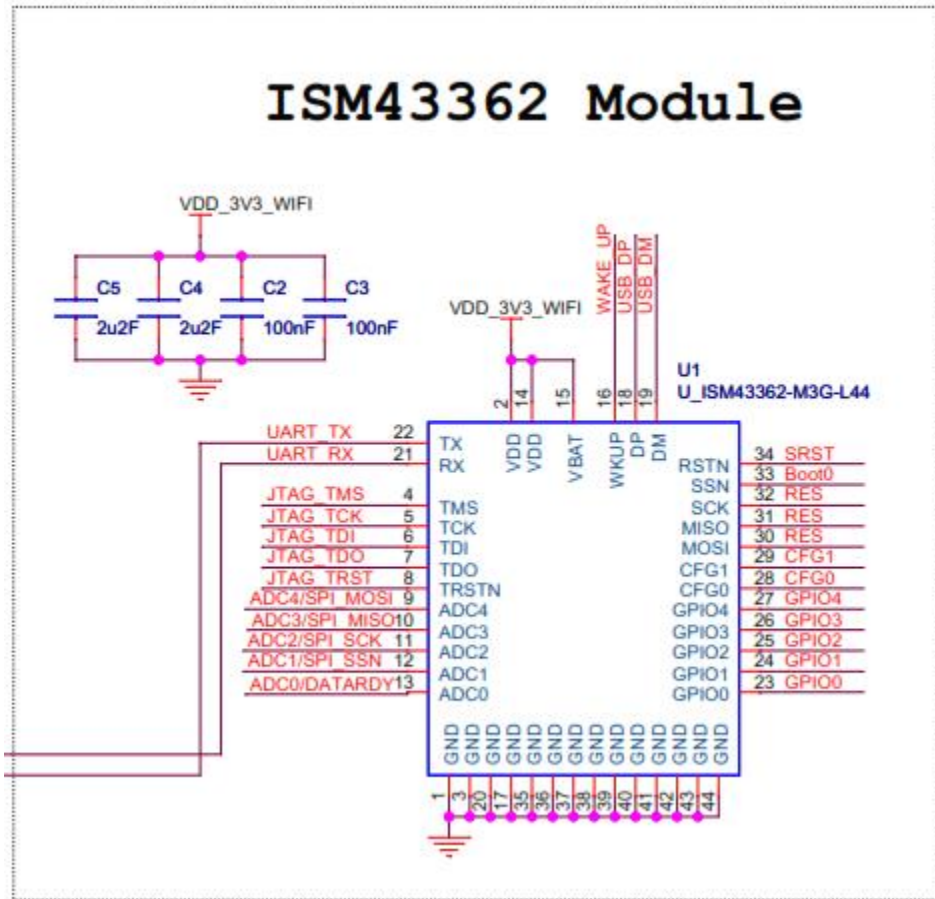 ISM43362 Module
VDD_3V3_WIFI
C5 C4 C2 C3
2u2F 2u2F 100nF 100nF
VDD_3V3_WIFI
WAKE_UP
USB_DP
USB_DM
U1
U_ISM43362-M3G-L44
2 14 15 16 18 19
VDD VDD VBAT WKUP DP DM
UART_TX 22 TX
UART_RX 21 RX
JTAG_TMS 4 TMS
JTAG_TCK 5 TCK
JTAG_TDI 6 TDI
JTAG_TDO 7 TDO
JTAG_TRST 8 TRSTN
ADC4/SPI_MOSI 9 ADC4
ADC3/SPI_MISO 10 ADC3
ADC2/SPI_SCK 11 ADC2
ADC1/SPI_SSN 12 ADC1
ADC0/DATARDY 13 ADC0
RSTN 34 SRST
SSN 33 Boot0
SCK 32 RES
MISO 31 RES
MOSI 30 RES
CFG1 29 CFG1
CFG0 28 CFG0
GPIO4 27 GPIO4
GPIO3 26 GPIO3
GPIO2 25 GPIO2
GPIO1 24 GPIO1
GPIO0 23 GPIO0
GND GND GND GND GND GND GND GND GND GND GND GND GND GND
1 3 20 17 35 36 37 38 39 40 41 42 43 44